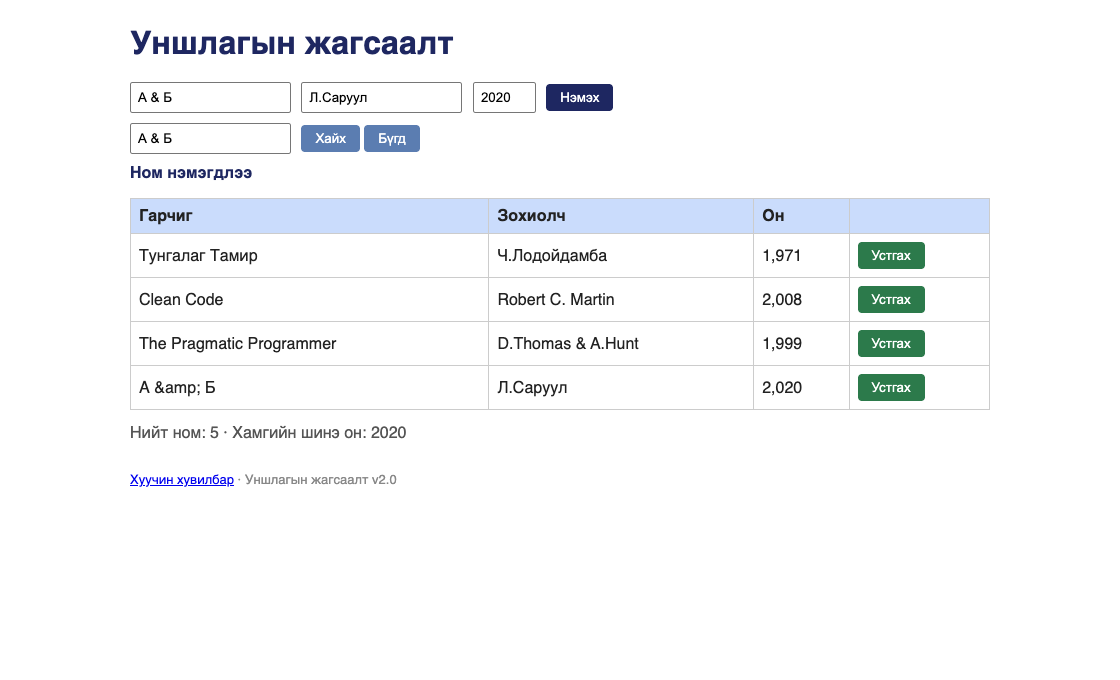 Уншлагын жагсаалт
А & Б Л.Саруул 2020 Нэмэх
А & Б Хайх Бүгд
Ном нэмэгдлээ
Гарчиг Зохиолч Он
Тунгалаг Тамир Ч.Лодойдамба 1,971 Устгах
Clean Code Robert C. Martin 2,008 Устгах
The Pragmatic Programmer D.Thomas & A.Hunt 1,999 Устгах
А &amp; Б Л.Саруул 2,020 Устгах
Нийт ном: 5 · Хамгийн шинэ он: 2020
Хуучин хувилбар · Уншлагын жагсаалт v2.0